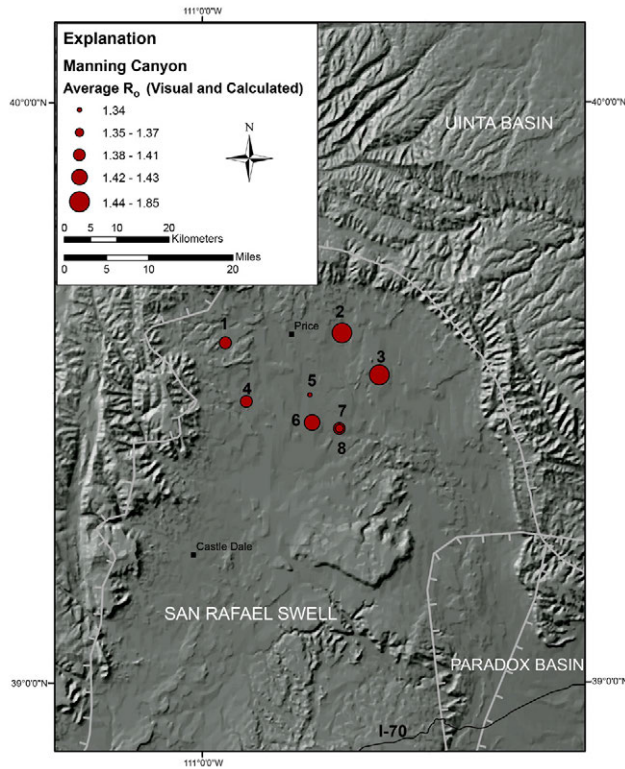 111°0'0"W
Explanation
Manning Canyon
Average Ro (Visual and Calculated)
1.34
1.35 - 1.37
1.38 - 1.41
1.42 - 1.43
1.44 - 1.85
N
0 5 10 20
Kilometers
0 5 10 20
Miles
40°0'0"N
40°0'0"N
UINTA BASIN
1
Price
2
3
4
5
6
7
8
Castle Dale
SAN RAFAEL SWELL
PARADOX BASIN
39°0'0"N
39°0'0"N
I-70
111°0'0"W